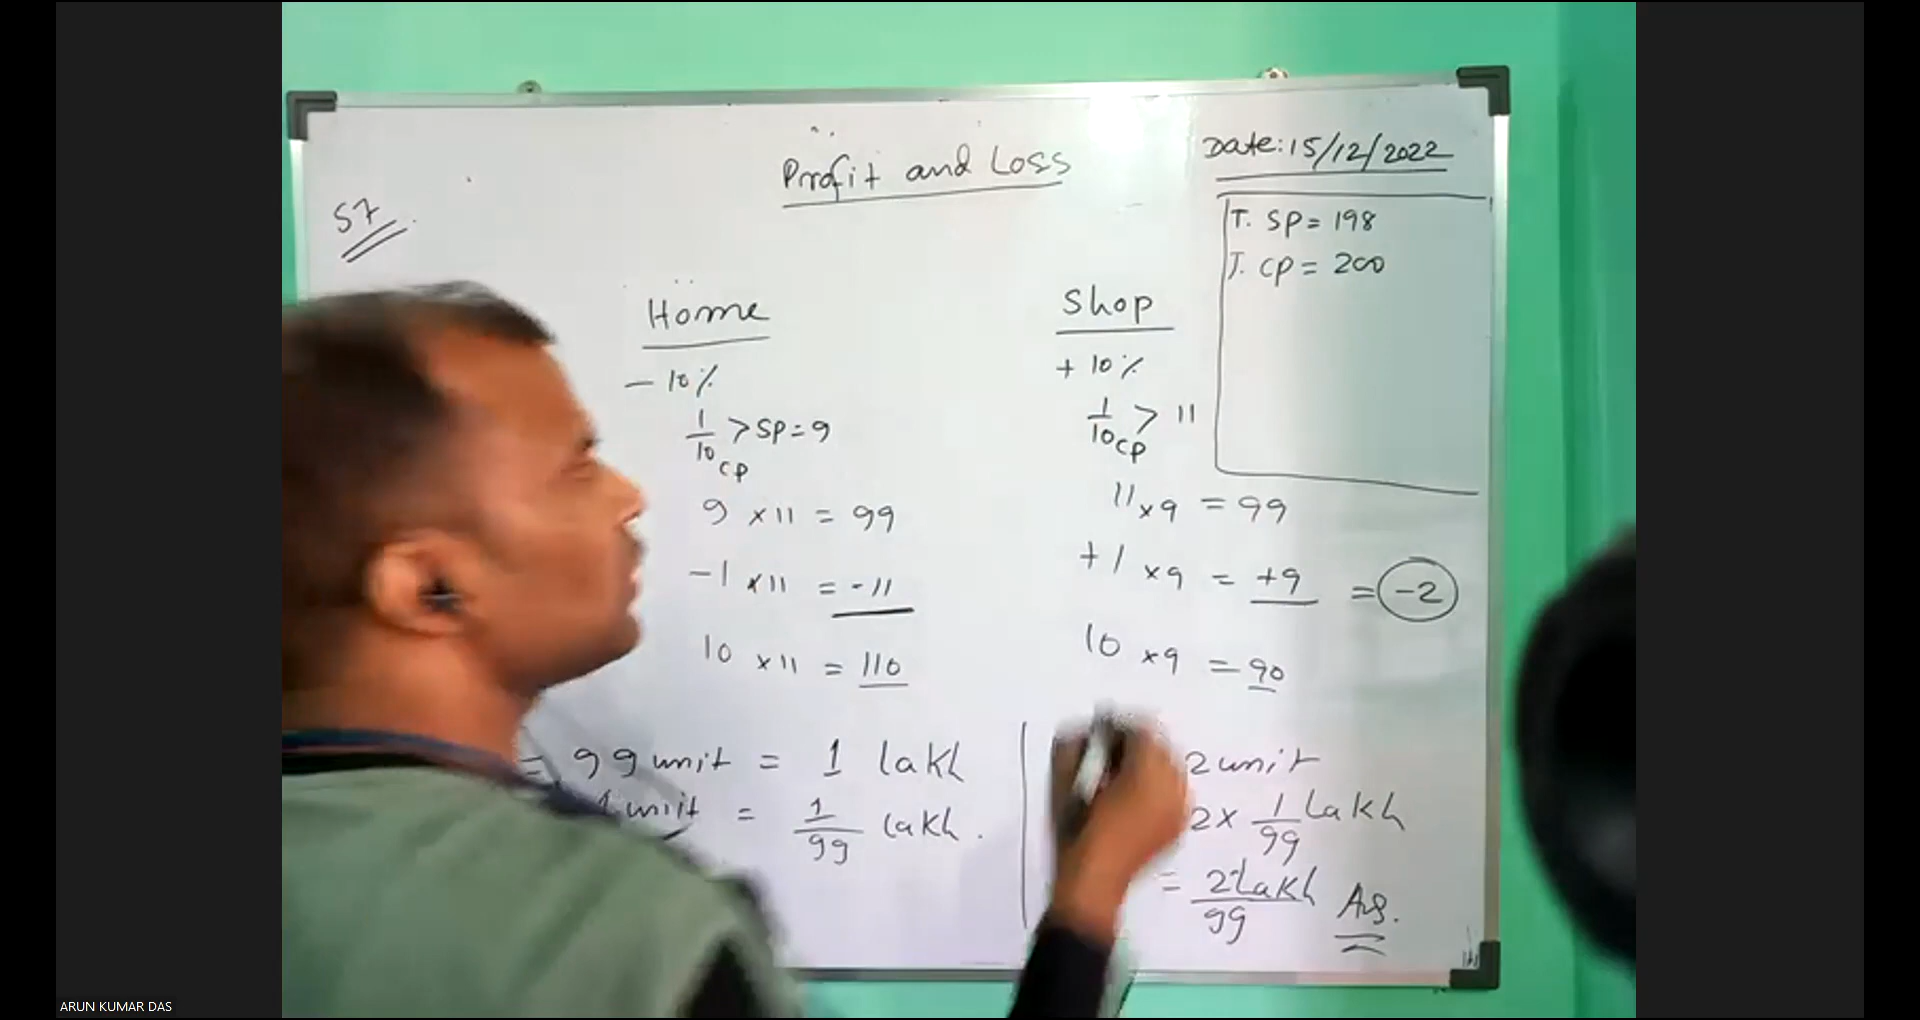 Profit and Loss
Date: 15/12/2022
57
T. SP = 198
T. CP = 200
Home
- 10%
1/10 CP > SP = 9
9 × 11 = 99
-1 × 11 = -11
10 × 11 = 110
Shop
+ 10%
1/10 CP > 11
11 × 9 = 99
+1 × 9 = +9 = -2
10 × 9 = 90
= 99 unit = 1 lakh
1 unit = 1/99 lakh.
2 unit
2 × 1/99 lakh
= 2 lakh/99 Ans.
ARUN KUMAR DAS